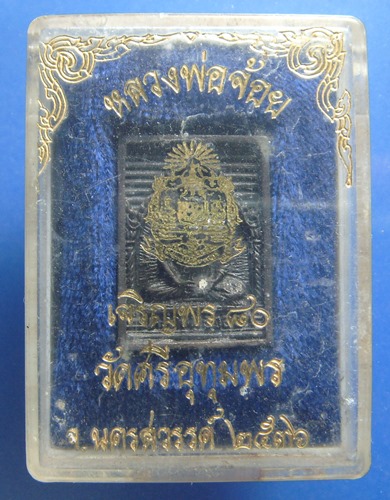 หลวงพ่อจ้อย
เจริญพร ๘๐
วัดศรีอุทุมพร
จ.นครสวรรค์ ๒๕๓๖